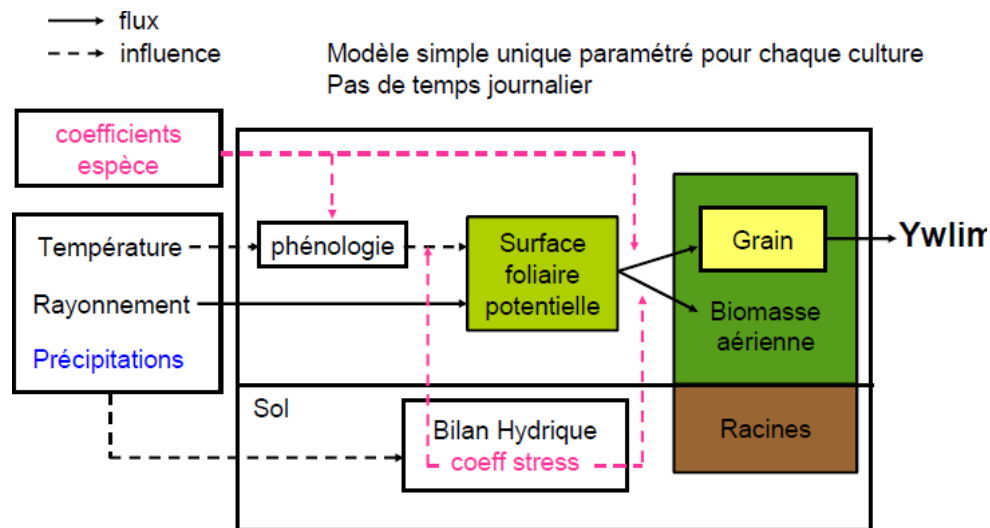 flux
influence
Modèle simple unique paramétré pour chaque culture
Pas de temps journalier
coefficients
espèce
Température
Rayonnement
Précipitations
phénologie
Surface
foliaire
potentielle
Grain
Ywlim
Biomasse
aérienne
Sol
Bilan Hydrique
coeff stress
Racines